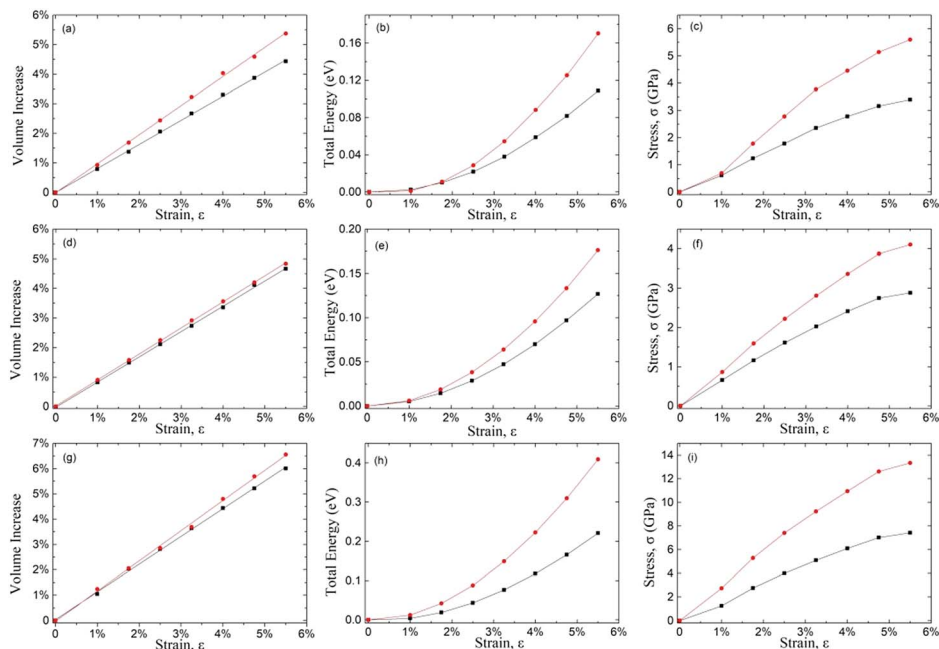 (a)
6%
5%
4%
3%
2%
1%
0
Volume Increase
0 1% 2% 3% 4% 5% 6%
Strain, ε
(b)
0.16
0.12
0.08
0.04
0.00
Total Energy (eV)
0 1% 2% 3% 4% 5% 6%
Strain, ε
(c)
6
5
4
3
2
1
0
Stress, σ (GPa)
0 1% 2% 3% 4% 5% 6%
Strain, ε
(d)
6%
5%
4%
3%
2%
1%
0
Volume Increase
0 1% 2% 3% 4% 5% 6%
Strain, ε
(e)
0.20
0.15
0.10
0.05
0.00
Total Energy (eV)
0 1% 2% 3% 4% 5% 6%
Strain, ε
(f)
4
3
2
1
0
Stress, σ (GPa)
0 1% 2% 3% 4% 5% 6%
Strain, ε
(g)
7%
6%
5%
4%
3%
2%
1%
0
Volume Increase
0 1% 2% 3% 4% 5% 6%
Strain, ε
(h)
0.4
0.3
0.2
0.1
0.0
Total Energy (eV)
0 1% 2% 3% 4% 5% 6%
Strain, ε
(i)
14
12
10
8
6
4
2
0
Stress, σ (GPa)
0 1% 2% 3% 4% 5% 6%
Strain, ε